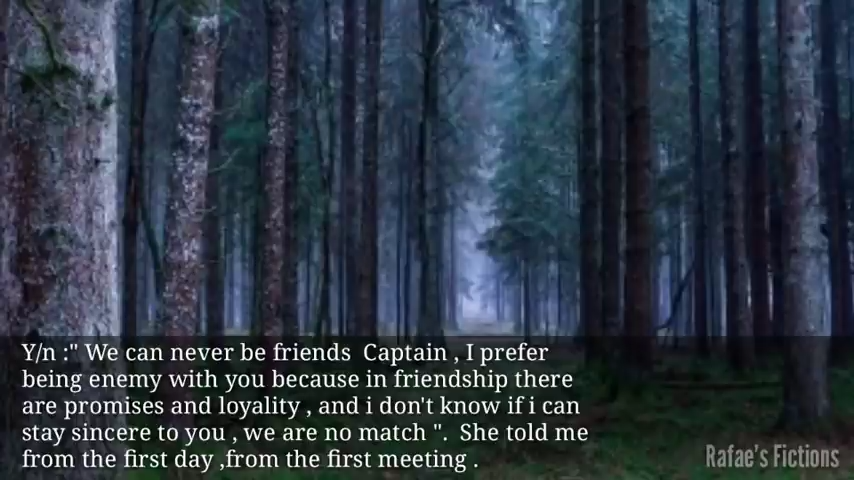 Y/n :" We can never be friends  Captain , I prefer
being enemy with you because in friendship there
are promises and loyality , and i don't know if i can
stay sincere to you , we are no match ".  She told me
from the first day ,from the first meeting .
Rafae's Fictions